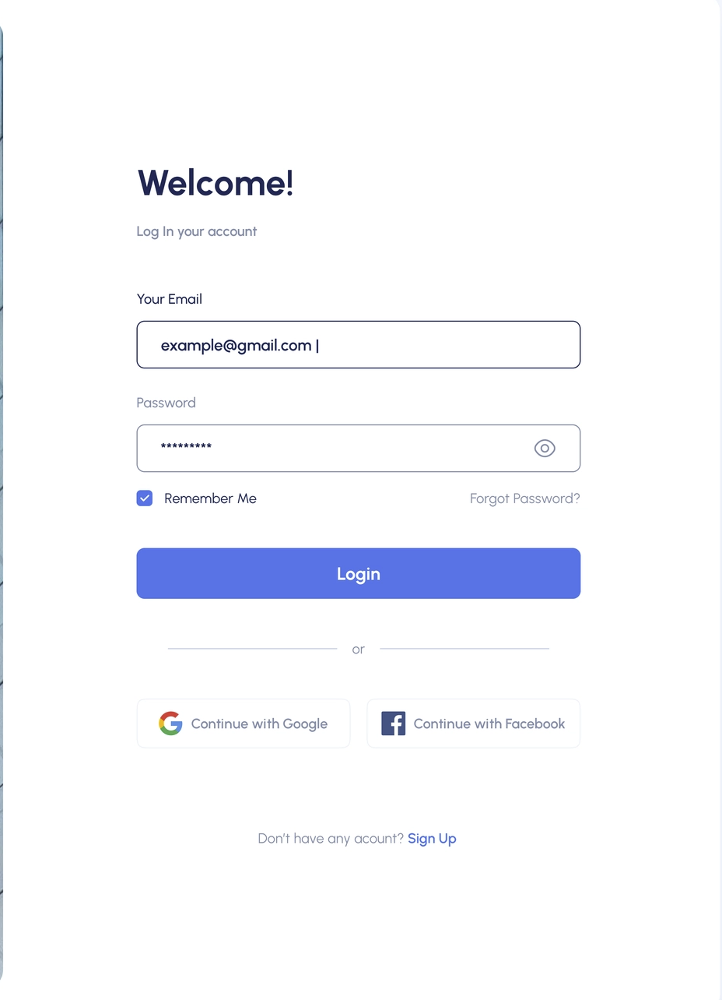 Welcome!
Log In your account
Your Email
example@gmail.com |
Password
*********
Remember Me
Forgot Password?
Login
or
Continue with Google
Continue with Facebook
Don't have any acount? Sign Up